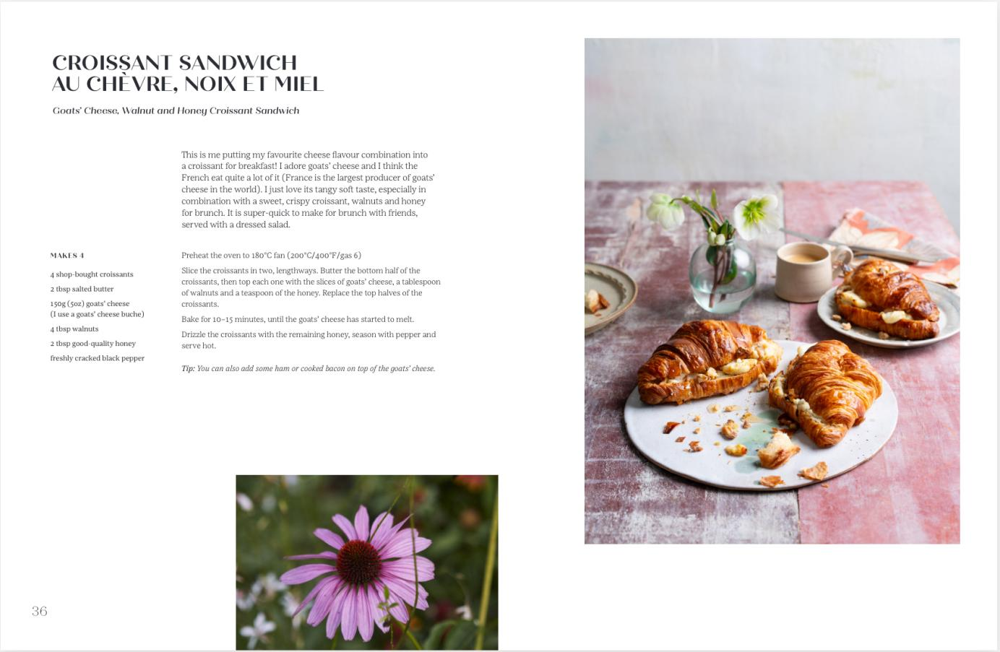 CROISSANT SANDWICH
AU CHÈVRE, NOIX ET MIEL
Goats’ Cheese, Walnut and Honey Croissant Sandwich
This is me putting my favourite cheese flavour combination into
a croissant for breakfast! I adore goats’ cheese and I think the
French eat quite a lot of it (France is the largest producer of goats’
cheese in the world). I just love its tangy soft taste, especially in
combination with a sweet, crispy croissant, walnuts and honey
for brunch. It is super-quick to make for brunch with friends,
served with a dressed salad.
MAKES 4
4 shop-bought croissants
2 tbsp salted butter
150g (5oz) goats’ cheese
(I use a goats’ cheese buche)
4 tbsp walnuts
2 tbsp good-quality honey
freshly cracked black pepper
Preheat the oven to 180°C fan (200°C/400°F/gas 6)
Slice the croissants in two, lengthways. Butter the bottom half of the
croissants, then top each one with the slices of goats’ cheese, a tablespoon
of walnuts and a teaspoon of the honey. Replace the top halves of the
croissants.
Bake for 10–15 minutes, until the goats’ cheese has started to melt.
Drizzle the croissants with the remaining honey, season with pepper and
serve hot.
Tip: You can also add some ham or cooked bacon on top of the goats’ cheese.
36